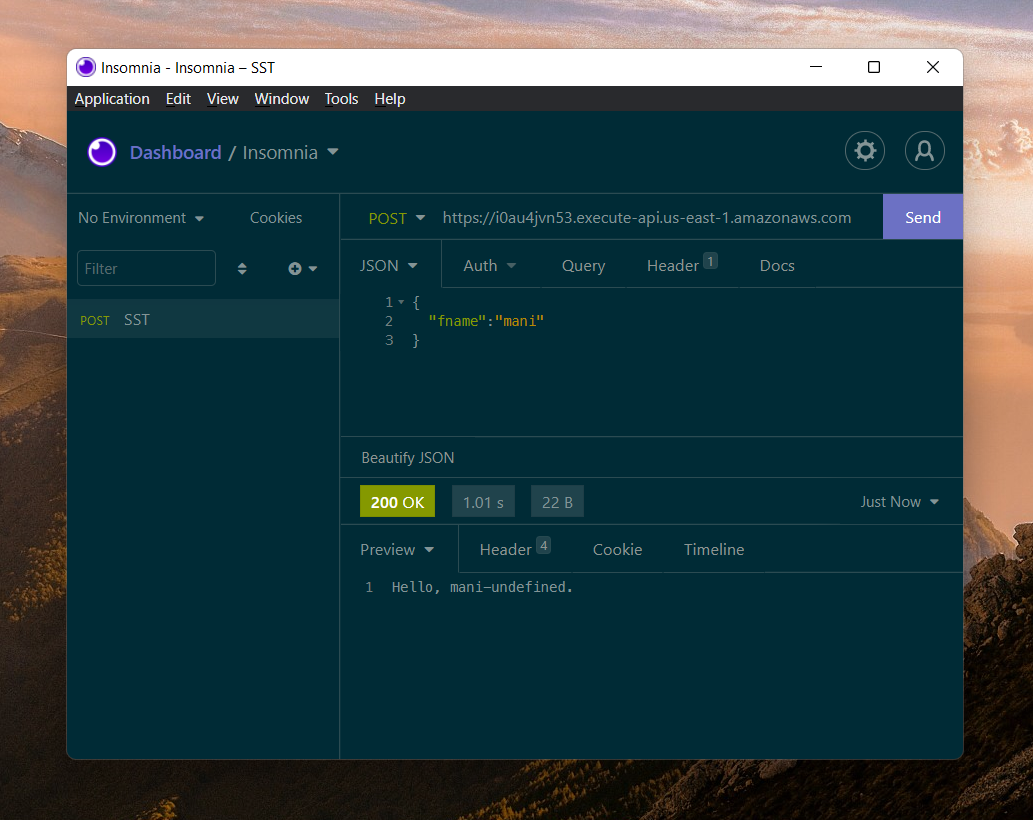 Insomnia - Insomnia – SST
Application Edit View Window Tools Help
Dashboard / Insomnia
No Environment Cookies
Filter
POST SST
POST https://i0au4jvn53.execute-api.us-east-1.amazonaws.com Send
JSON Auth Query Header 1 Docs
1 {
2 "fname":"mani"
3 }
Beautify JSON
200 OK 1.01 s 22 B Just Now
Preview Header 4 Cookie Timeline
1 Hello, mani-undefined.